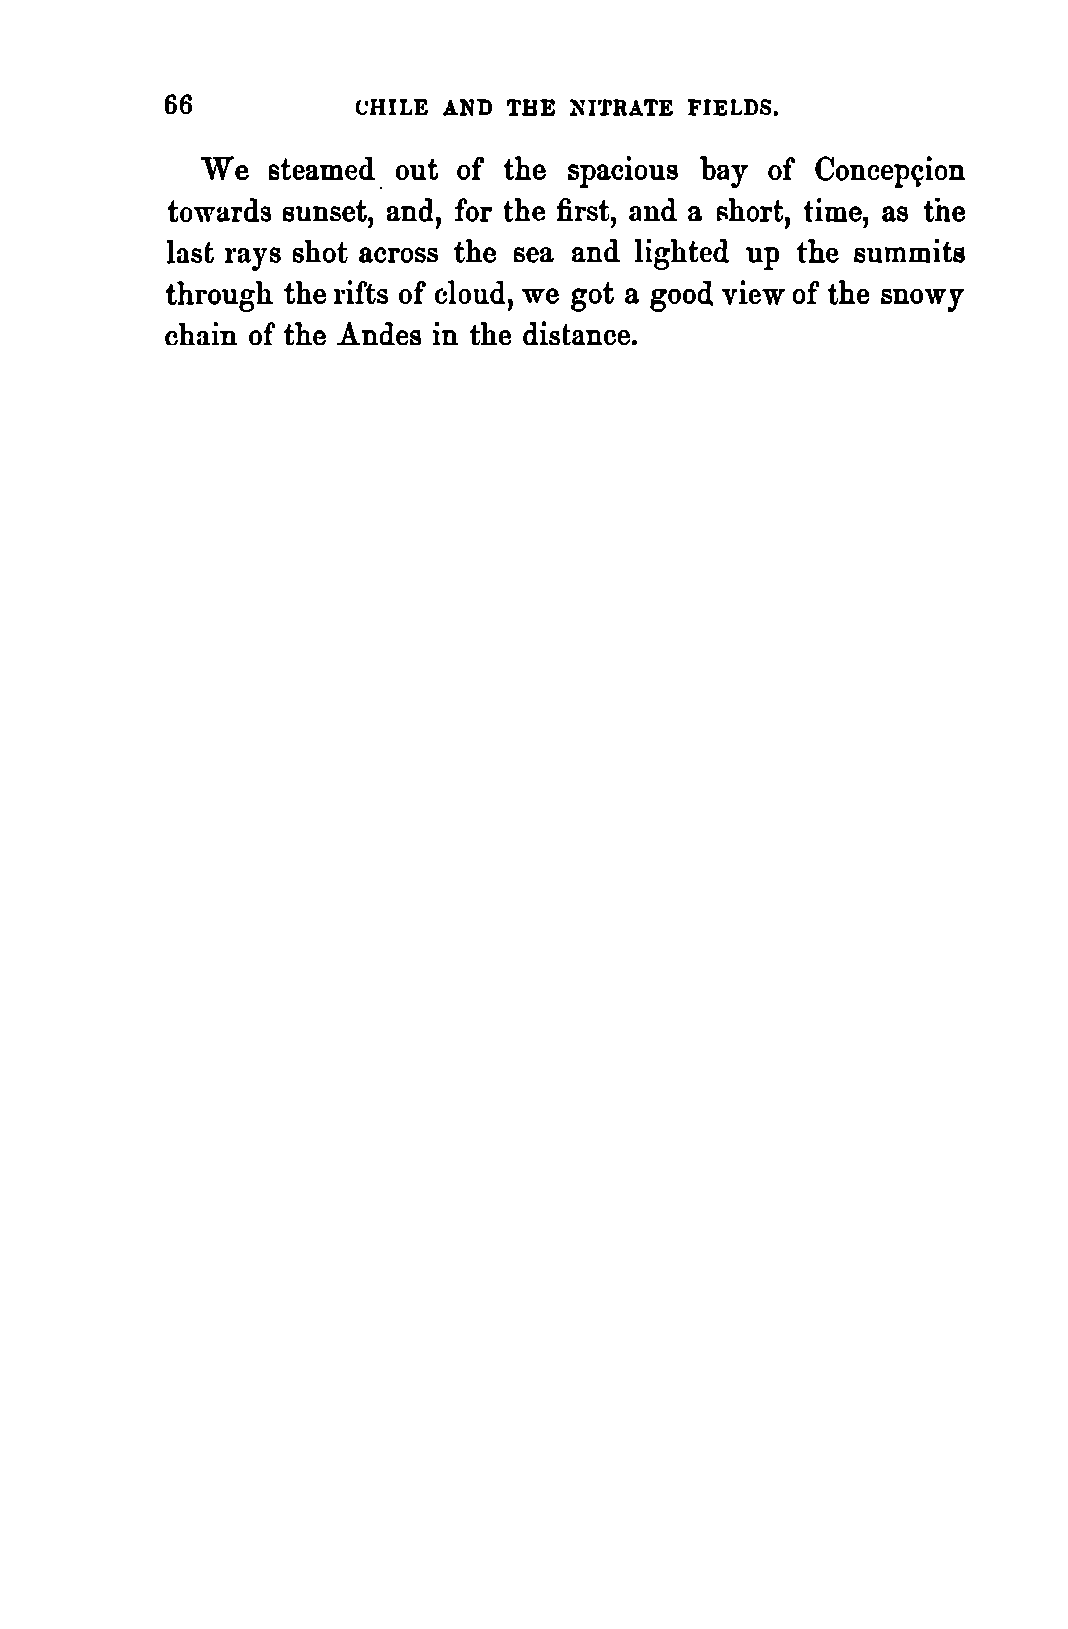 66 CHILE AND THE NITRATE FIELDS.
We steamed out of the spacious bay of Concepçion
towards sunset, and, for the first, and a short, time, as the
last rays shot across the sea and lighted up the summits
through the rifts of cloud, we got a good view of the snowy
chain of the Andes in the distance.